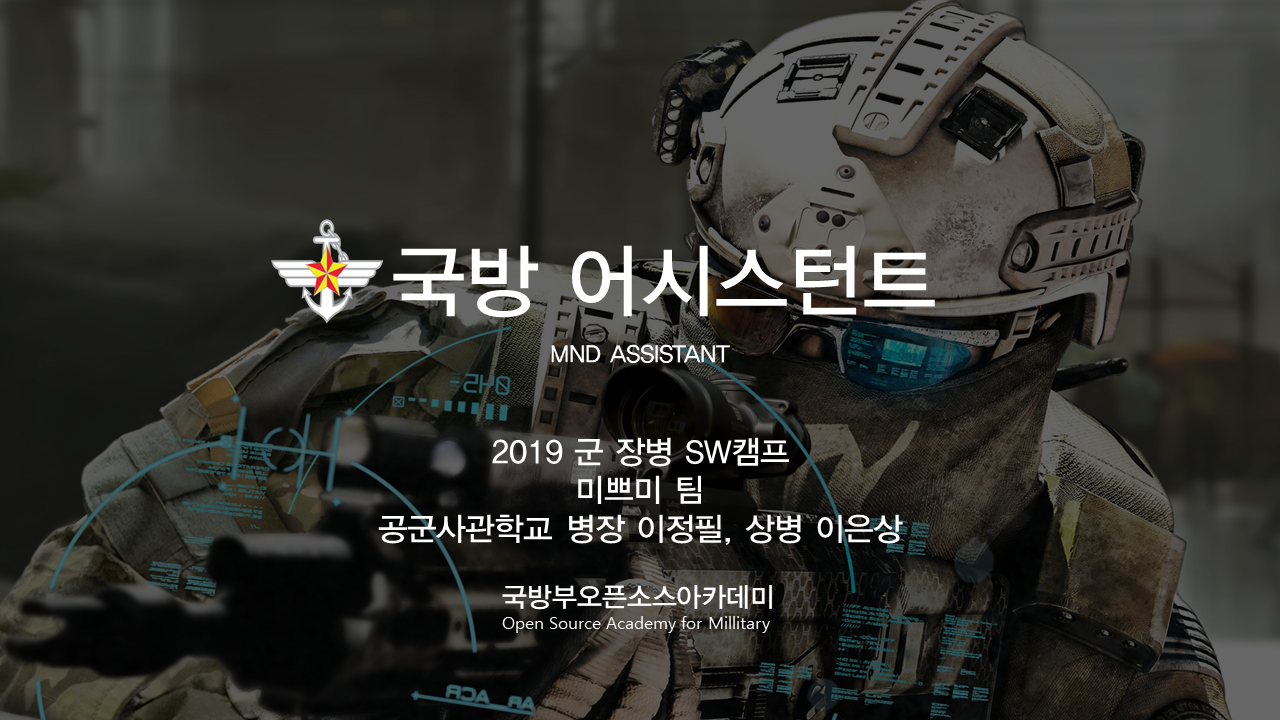 국방 어시스턴트
MND ASSISTANT
2019 군 장병 SW캠프
미쁘미 팀
공군사관학교 병장 이정필, 상병 이은상
국방부오픈소스아카데미
Open Source Academy for Millitary
ACR
AR